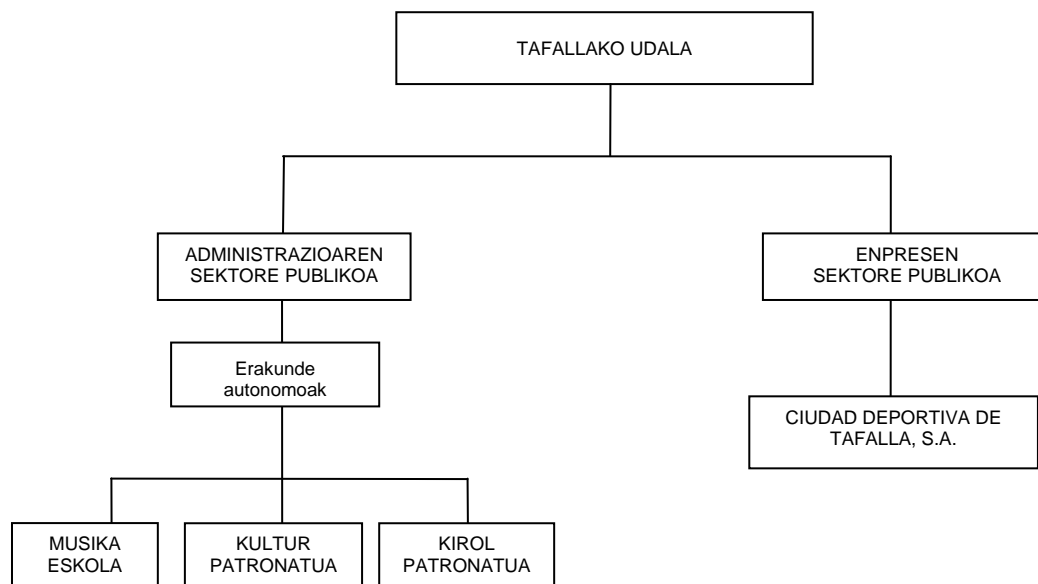 TAFALLAKO UDALA
ADMINISTRAZIOAREN
SEKTORE PUBLIKOA
ENPRESEN
SEKTORE PUBLIKOA
Erakunde
autonomoak
CIUDAD DEPORTIVA DE
TAFALLA, S.A.
MUSIKA
ESKOLA
KULTUR
PATRONATUA
KIROL
PATRONATUA